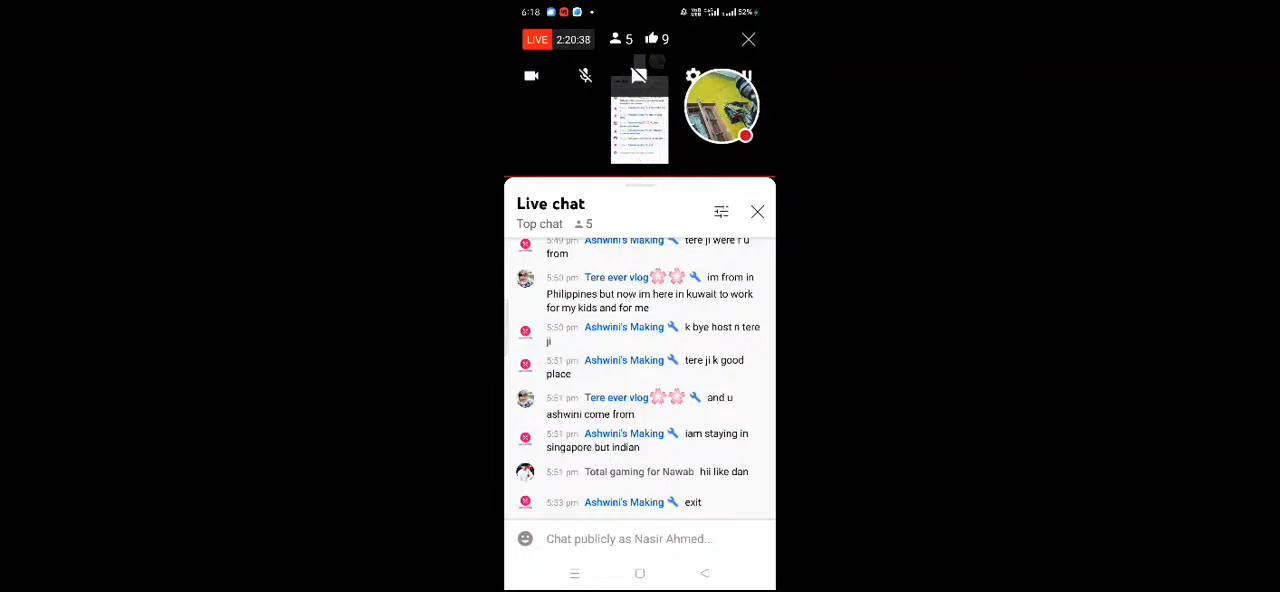 6:18 52%
LIVE 2:20:38 5 9
Live chat
Top chat 5
5:49 pm Ashwini's Making tere ji were r u
from
5:50 pm Tere ever vlog🌸🌸 im from in
Philippines but now im here in kuwait to work
for my kids and for me
5:50 pm Ashwini's Making k bye host n tere
ji
5:51 pm Ashwini's Making tere ji k good
place
5:51 pm Tere ever vlog🌸🌸 and u
ashwini come from
5:51 pm Ashwini's Making iam staying in
singapore but indian
5:51 pm Total gaming for Nawab hii like dan
5:53 pm Ashwini's Making exit
Chat publicly as Nasir Ahmed...